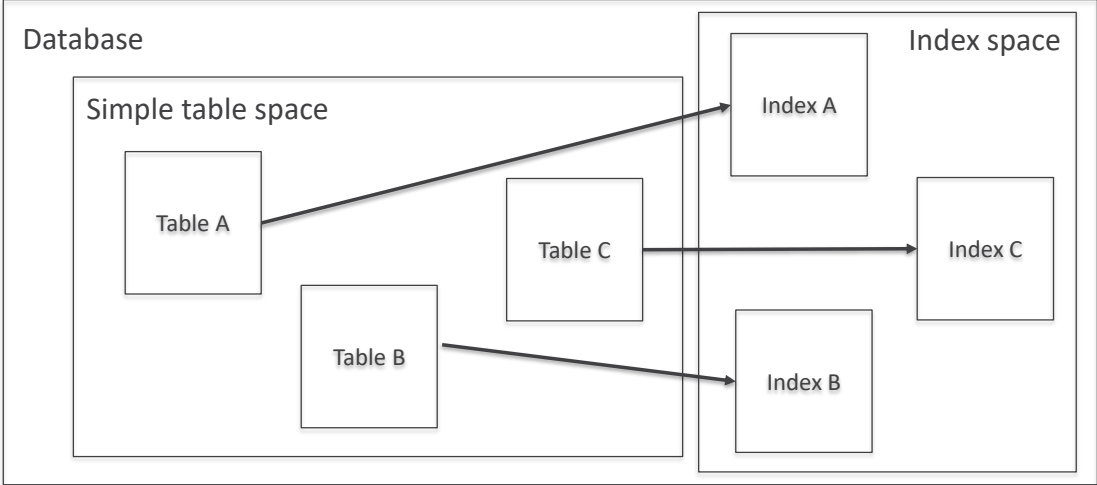 Database
Index space
Simple table space
Index A
Table A
Table C
Index C
Table B
Index B